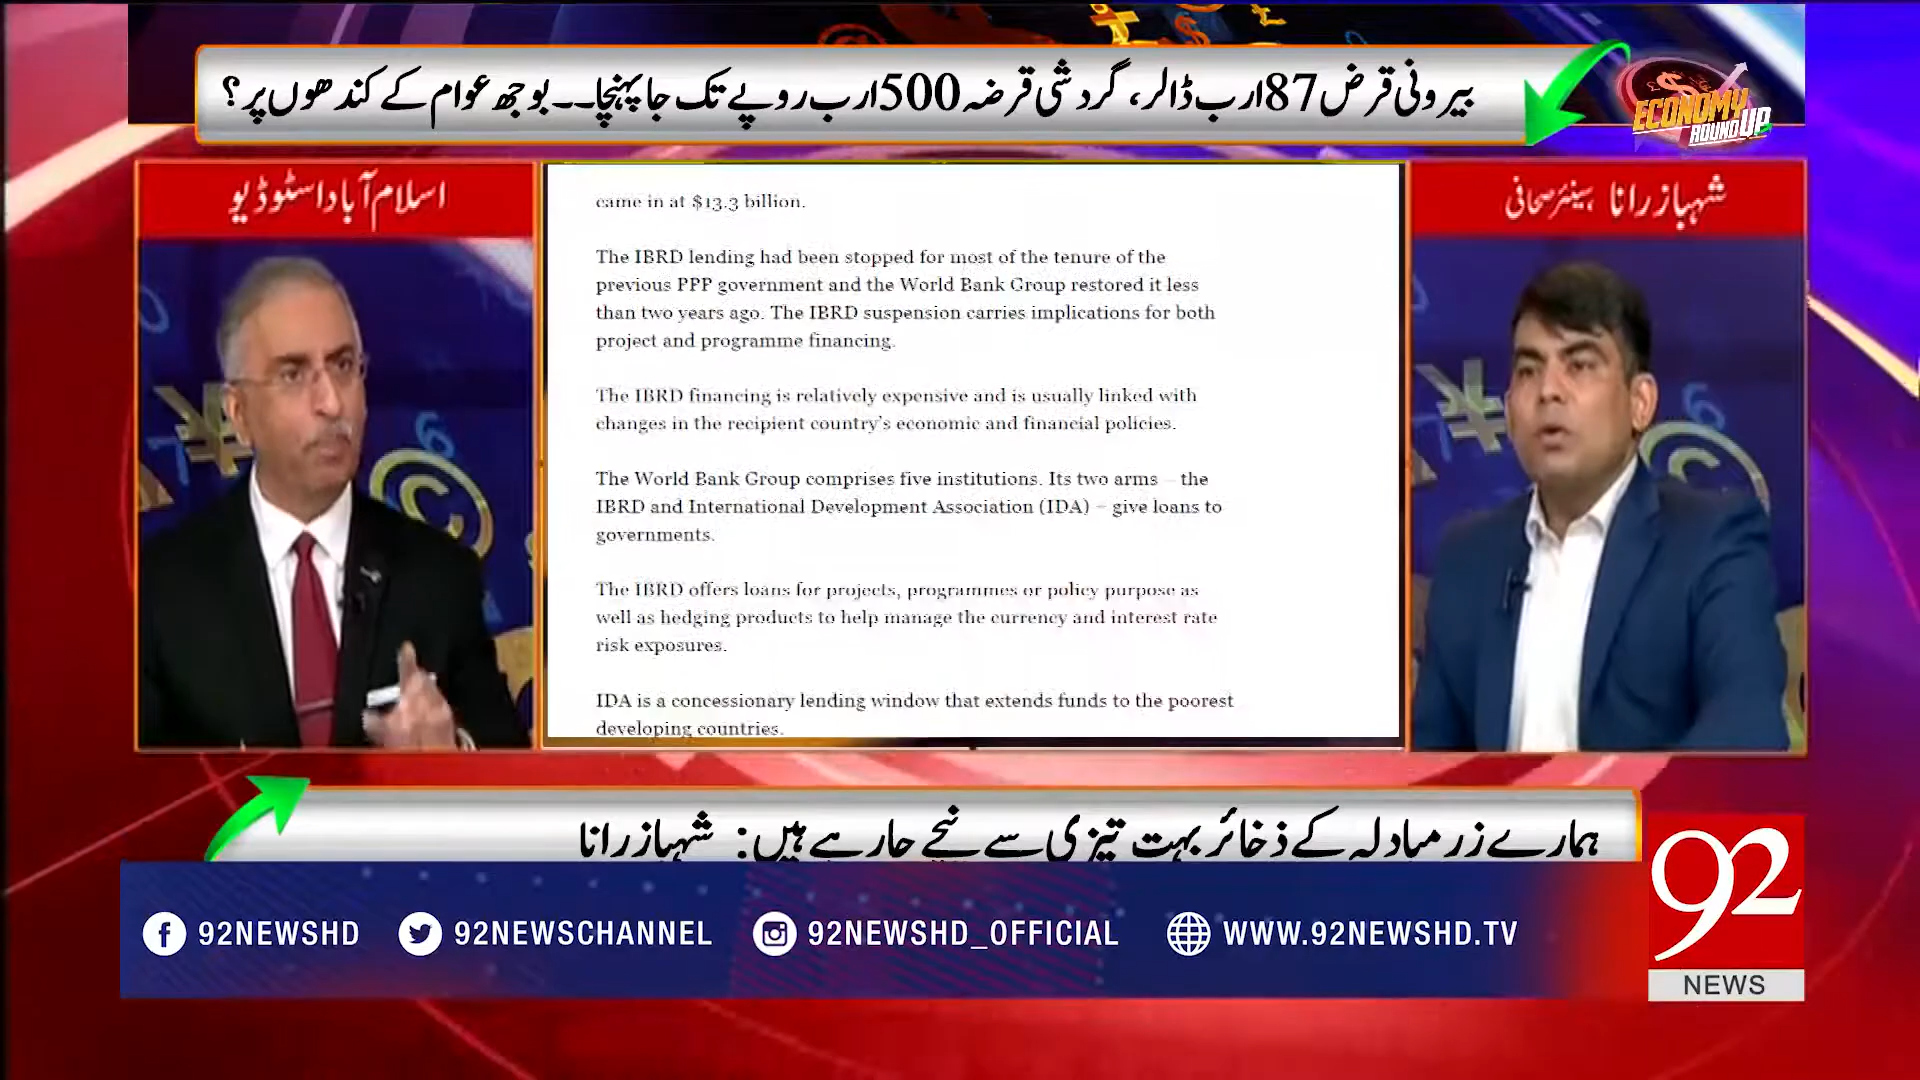 بیرونی قرض 87 ارب ڈالر، گردشی قرضہ 500 ارب روپے تک جا پہنچا۔۔ بوجھ عوام کے کندھوں پر؟
ECONOMY
ROUNDUP
اسلام آباد اسٹوڈیو
شہباز رانا سینئر صحافی
came in at $13.3 billion.
The IBRD lending had been stopped for most of the tenure of the
previous PPP government and the World Bank Group restored it less
than two years ago. The IBRD suspension carries implications for both
project and programme financing.
The IBRD financing is relatively expensive and is usually linked with
changes in the recipient country's economic and financial policies.
The World Bank Group comprises five institutions. Its two arms – the
IBRD and International Development Association (IDA) – give loans to
governments.
The IBRD offers loans for projects, programmes or policy purpose as
well as hedging products to help manage the currency and interest rate
risk exposures.
IDA is a concessionary lending window that extends funds to the poorest
developing countries.
ہمارے زرمبادلہ کے ذخائر بہت تیزی سے نیچے جارہے ہیں: شہباز رانا
92NEWSHD
92NEWSCHANNEL
92NEWSHD_OFFICIAL
WWW.92NEWSHD.TV
92
NEWS